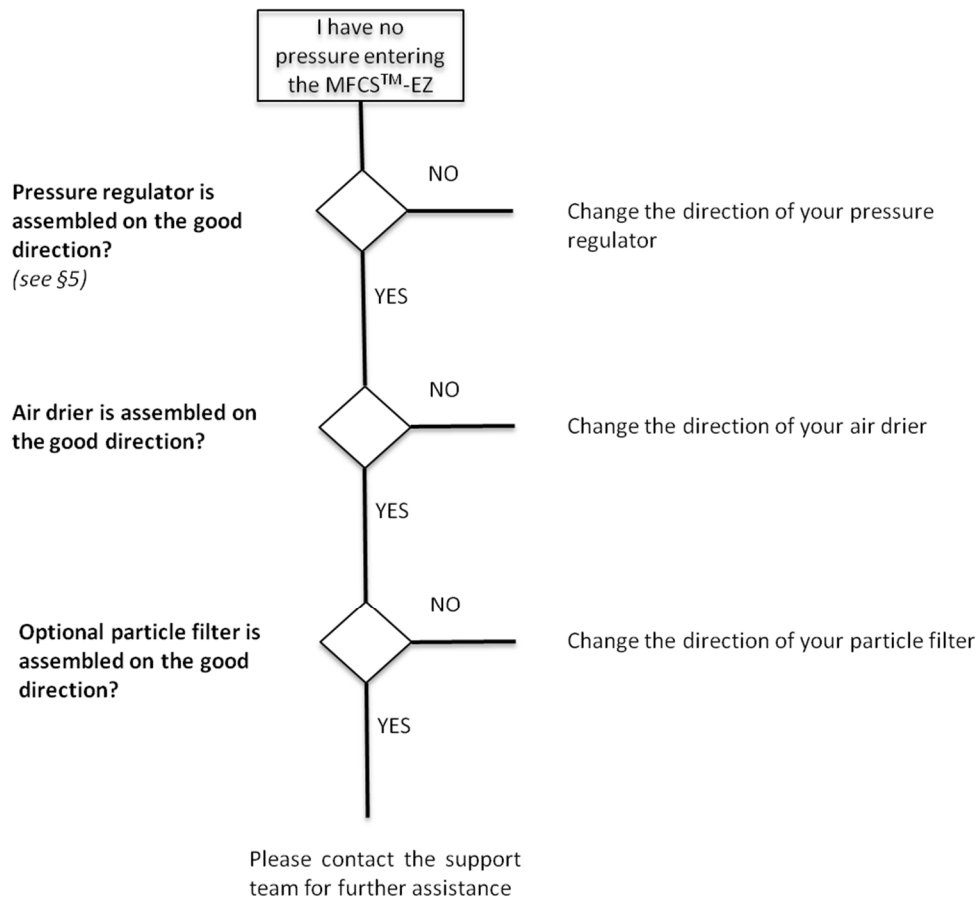 I have no
pressure entering
the MFCS™-EZ
NO
Pressure regulator is
assembled on the good
direction?
(see §5)
Change the direction of your pressure
regulator
YES
NO
Air drier is assembled on
the good direction?
Change the direction of your air drier
YES
NO
Optional particle filter is
assembled on the good
direction?
Change the direction of your particle filter
YES
Please contact the support
team for further assistance